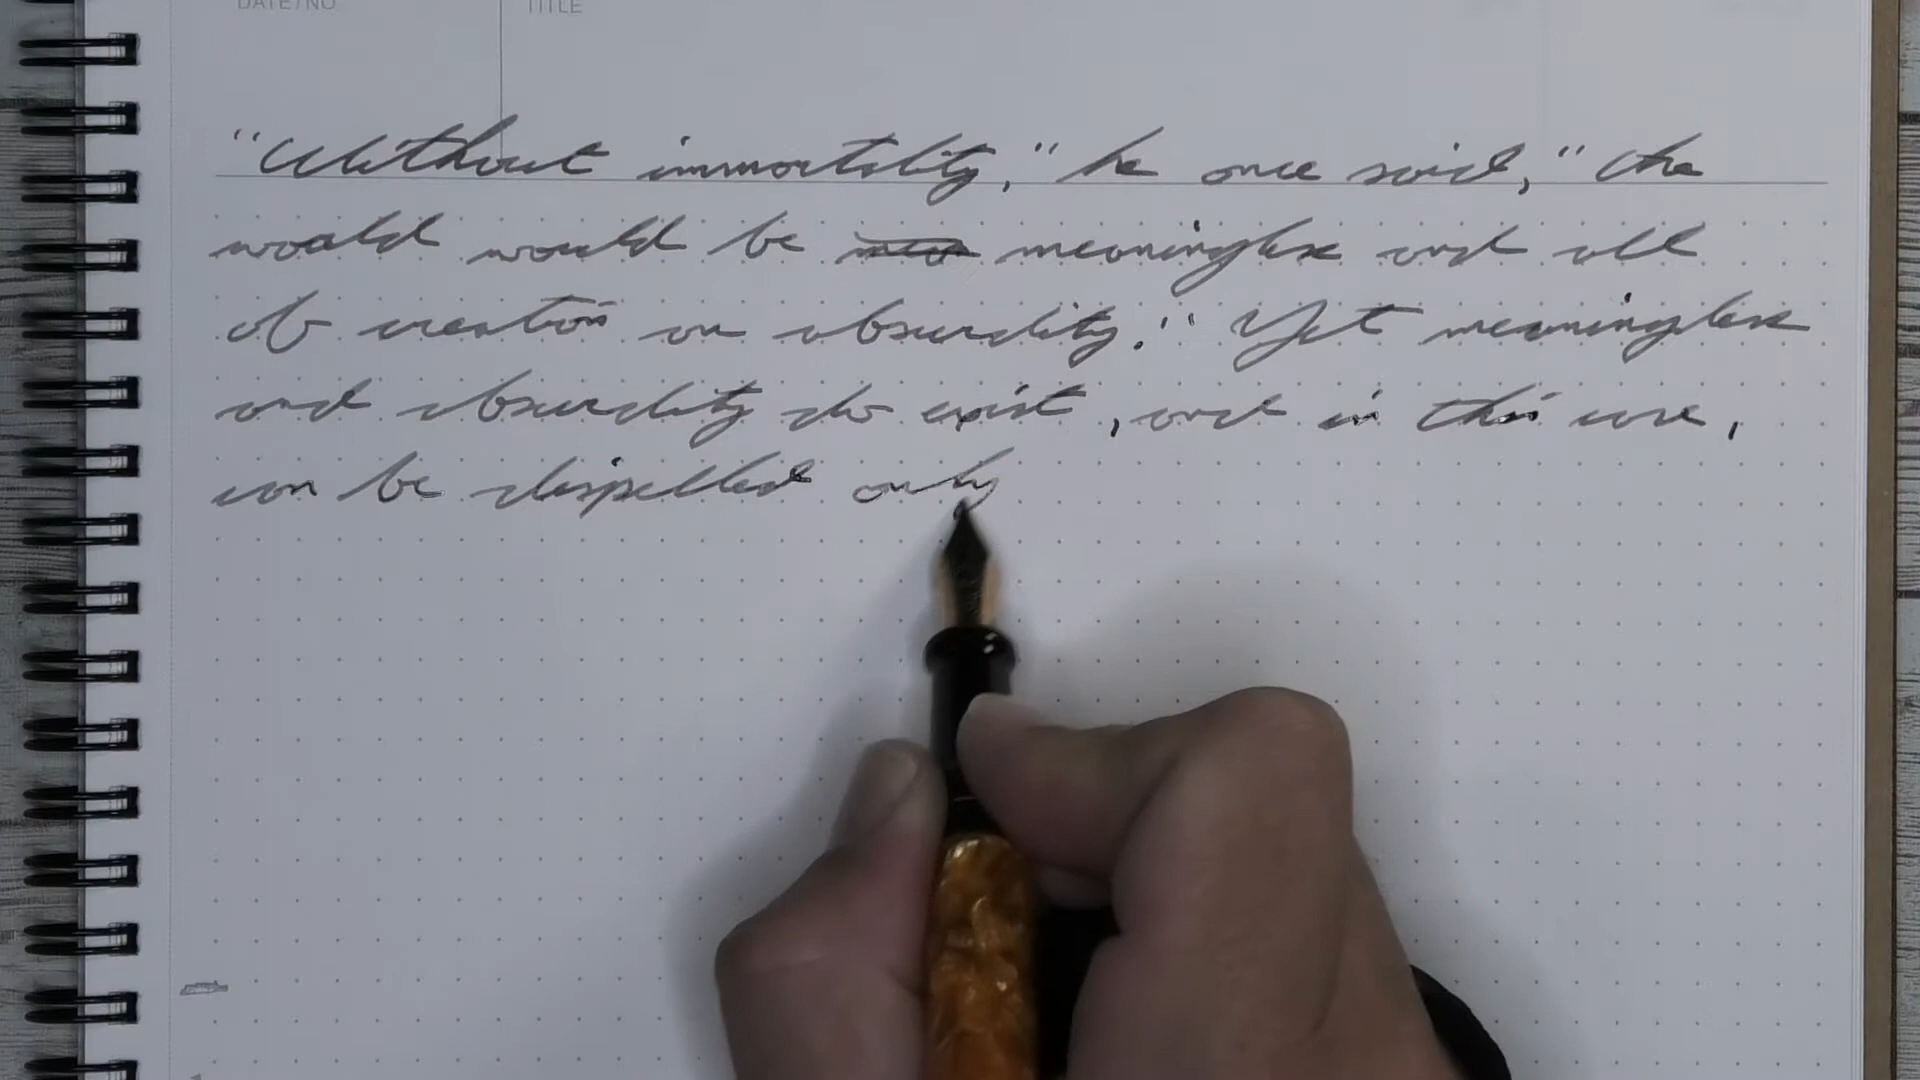 DATE/NO TITLE
"Without immortality," he once said, "the
world would be meaningless and all
of creation an absurdity." Yet meaningless
and absurdity do exist, and in this case,
can be dispelled only